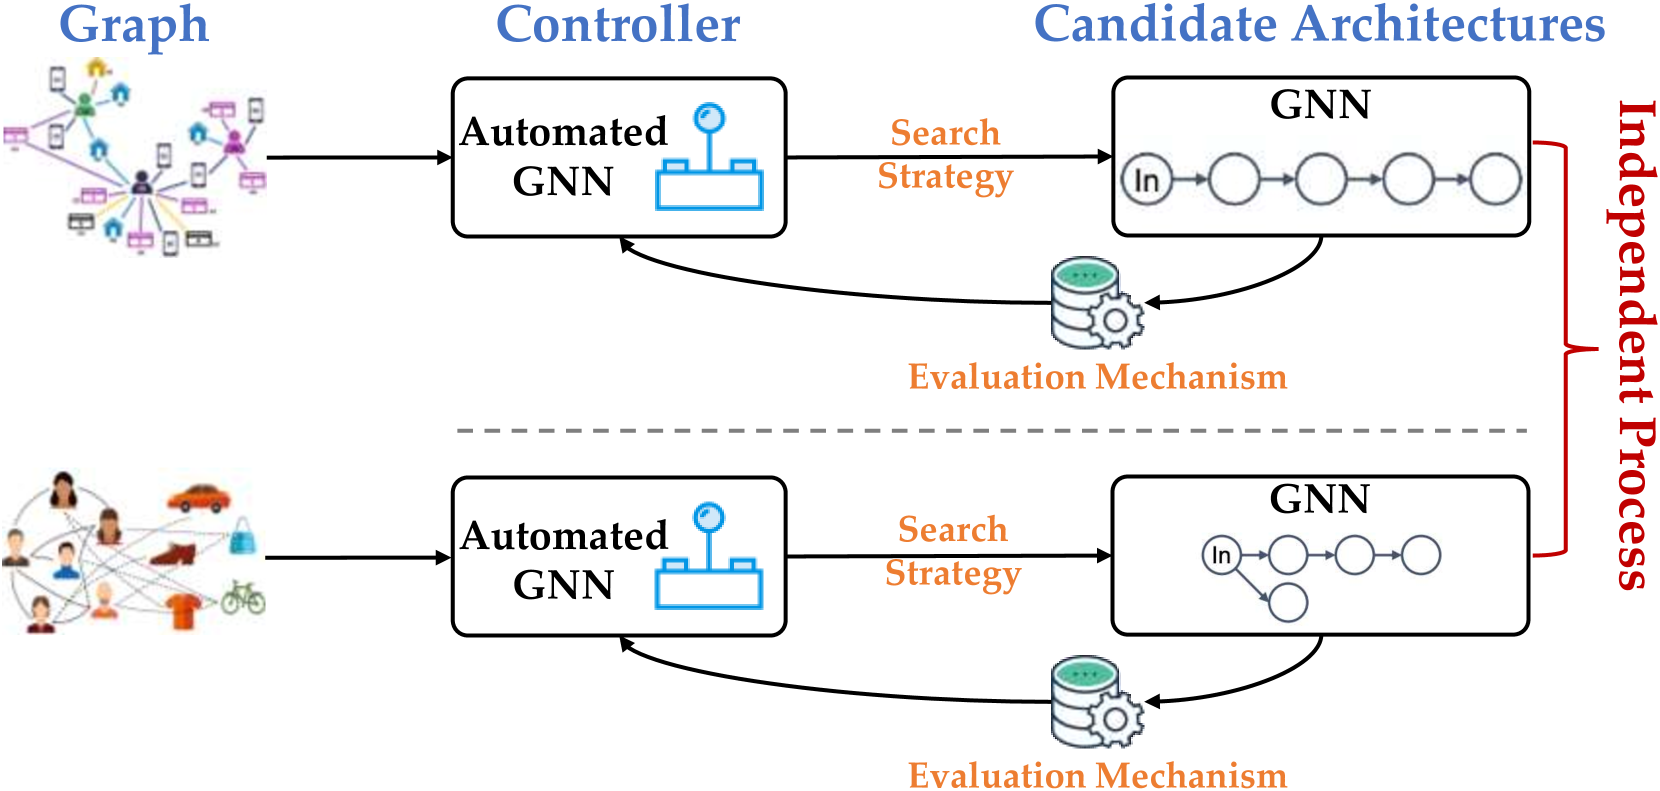 Graph
Controller
Candidate Architectures
Automated
GNN
Search
Strategy
GNN
In
Evaluation Mechanism
Independent Process
Automated
GNN
Search
Strategy
GNN
In
Evaluation Mechanism